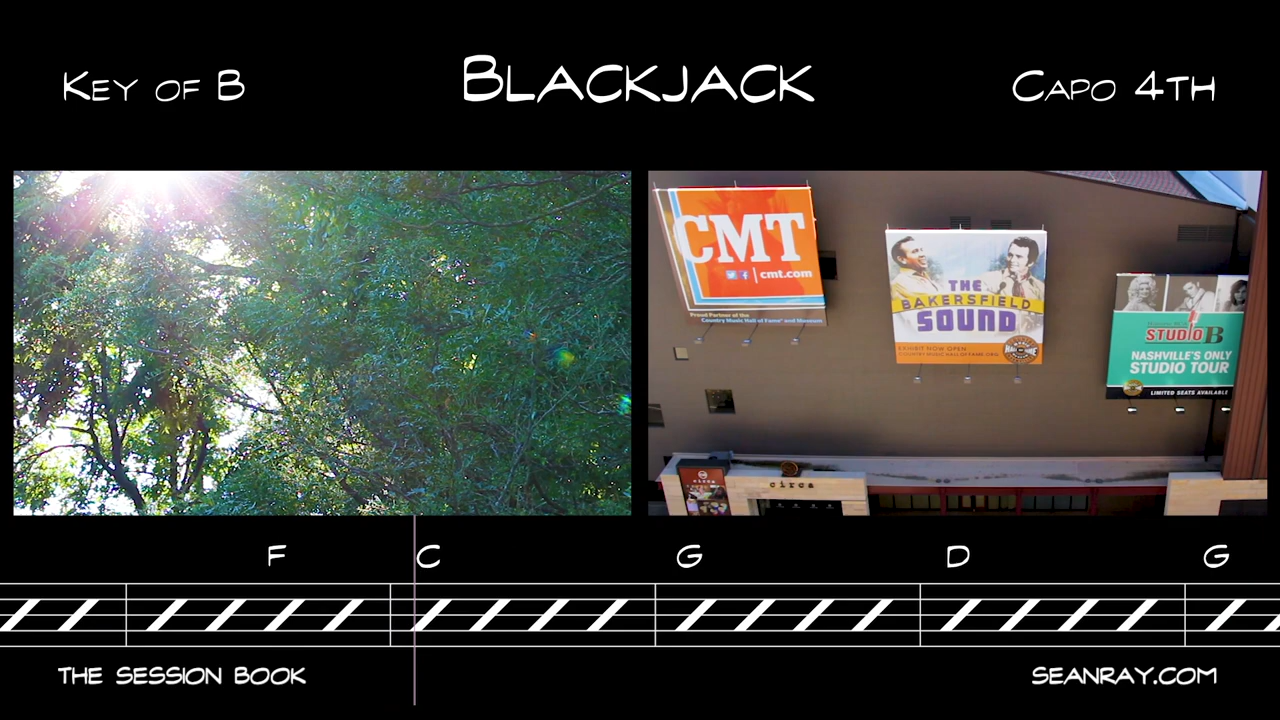 Key of B
Blackjack
Capo 4th
CMT
cmt.com
Proud Partner of the
Country Music Hall of Fame® and Museum
THE
BAKERSFIELD
SOUND
EXHIBIT NOW OPEN
STUDIO B
NASHVILLE'S ONLY
STUDIO TOUR
LIMITED SEATS AVAILABLE
circa
F C G D G
The Session Book
seanray.com